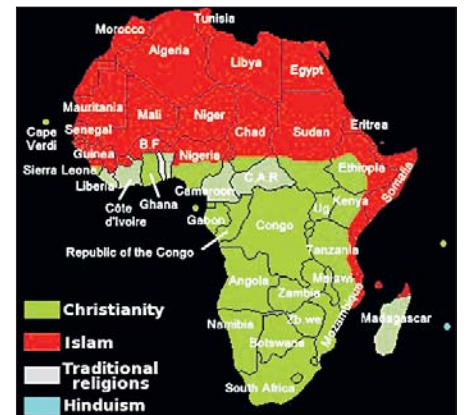 Tunisia
Morocco
Algeria
Libya
Egypt
Mauritania
Mali
Niger
Cape
Verdi
Senegal
Chad
Sudan
Eritrea
B.F
Guinea
Nigeria
Sierra Leone
Ethiopia
Somalia
Liberia
Cameroon
C.A.R
Côte
d'Ivoire
Ghana
Gabon
Ug
Kenya
Congo
Republic of the Congo
Tanzania
Angola
Malawi
Zambia
Mozambique
Madagascar
Namibia
Zb.we
Botswana
South Africa
Christianity
Islam
Traditional
religions
Hinduism